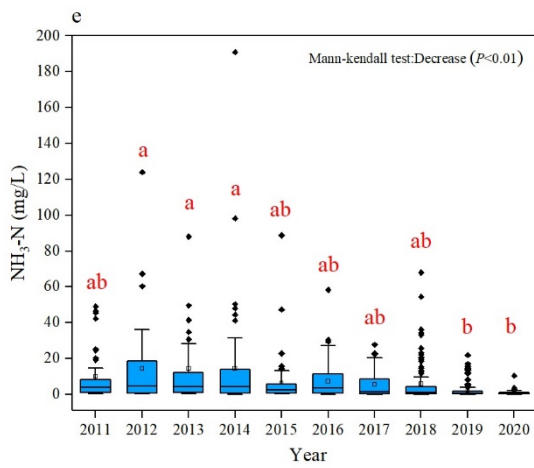 e
200
Mann-kendall test:Decrease (P<0.01)
180
160
140
a
120
a
a
100
ab
80
ab
ab
ab
ab
60
40
b
b
20
0
NH₃-N (mg/L)
2011 2012 2013 2014 2015 2016 2017 2018 2019 2020
Year